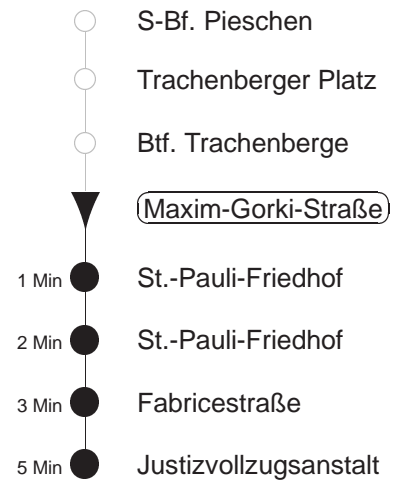 S-Bf. Pieschen
Trachenberger Platz
Btf. Trachenberge
Maxim-Gorki-Straße
1 Min St.-Pauli-Friedhof
2 Min St.-Pauli-Friedhof
3 Min Fabricestraße
5 Min Justizvollzugsanstalt